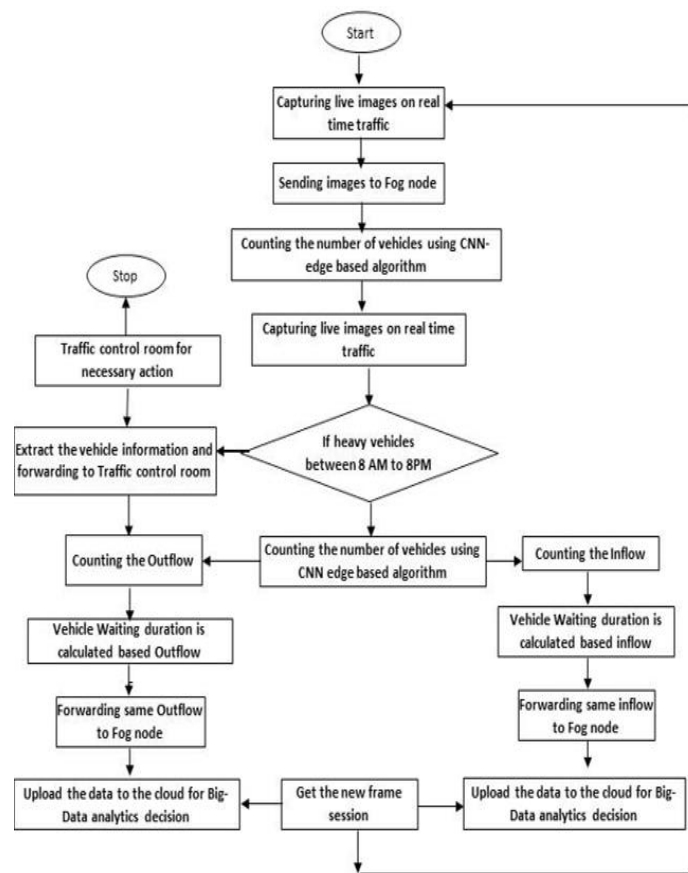 Start
Capturing live images on real
time traffic
Sending images to Fog node
Counting the number of vehicles using CNN-
edge based algorithm
Stop
Capturing live images on real time
traffic
Traffic control room for
necessary action
If heavy vehicles
between 8 AM to 8PM
Extract the vehicle information and
forwarding to Traffic control room
Counting the Outflow
Counting the number of vehicles using
CNN edge based algorithm
Counting the Inflow
Vehicle Waiting duration is
calculated based Outflow
Vehicle Waiting duration is
calculated based inflow
Forwarding same Outflow
to Fog node
Forwarding same inflow
to Fog node
Upload the data to the cloud for Big-
Data analytics decision
Get the new frame
session
Upload the data to the cloud for Big-
Data analytics decision